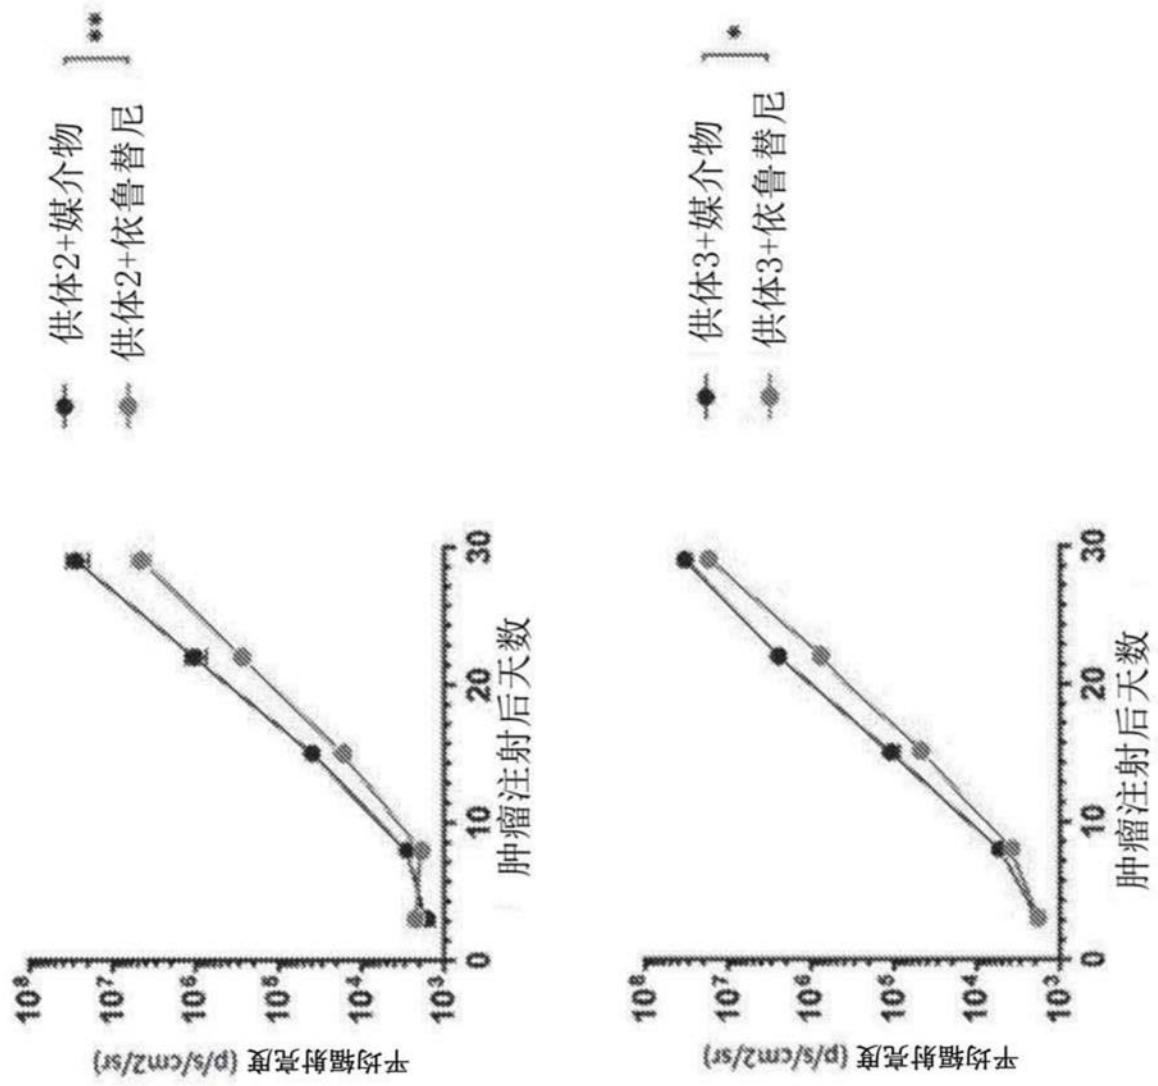 平均辐射亮度 (p/s/cm2/sr)
10⁸
10⁷
10⁶
10⁵
10⁴
10³
0
10
20
30
肿瘤注射后天数
供体2+媒介物
供体2+依鲁替尼
**
平均辐射亮度 (p/s/cm2/sr)
10⁸
10⁷
10⁶
10⁵
10⁴
10³
0
10
20
30
肿瘤注射后天数
供体3+媒介物
供体3+依鲁替尼
*